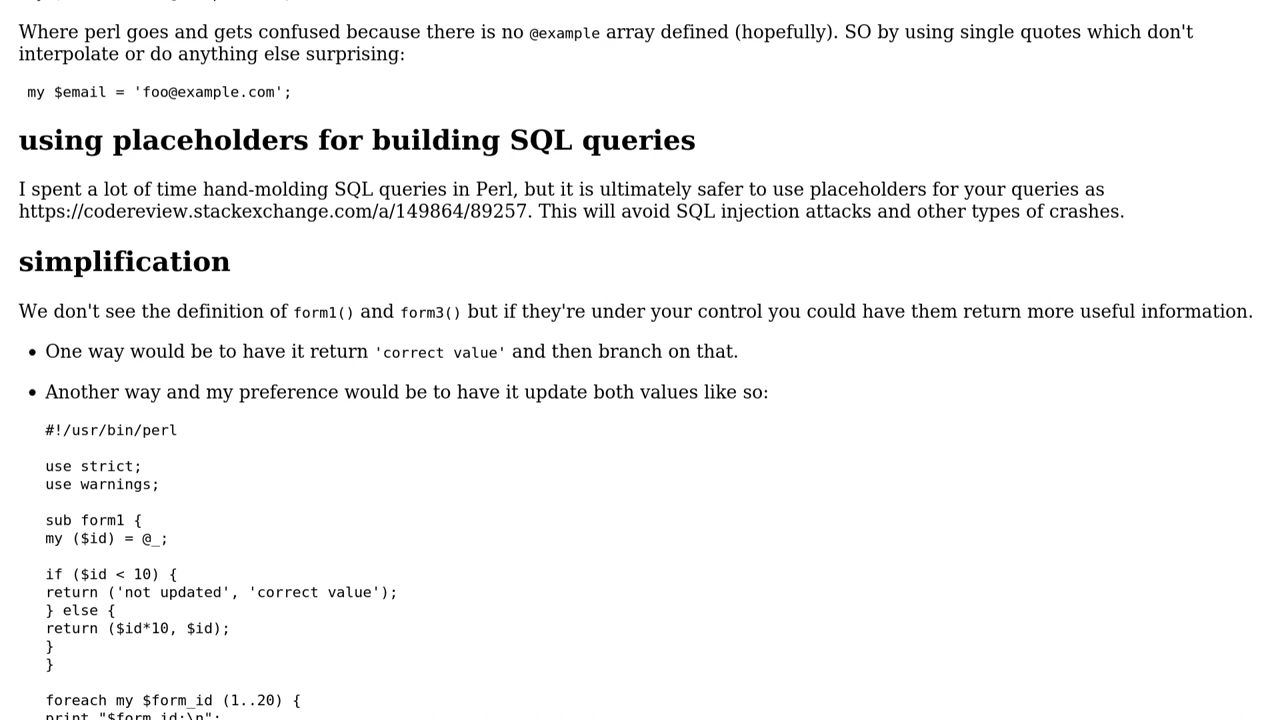 Where perl goes and gets confused because there is no @example array defined (hopefully). SO by using single quotes which don't
interpolate or do anything else surprising:
my $email = 'foo@example.com';
using placeholders for building SQL queries
I spent a lot of time hand-molding SQL queries in Perl, but it is ultimately safer to use placeholders for your queries as
https://codereview.stackexchange.com/a/149864/89257. This will avoid SQL injection attacks and other types of crashes.
simplification
We don't see the definition of form1() and form3() but if they're under your control you could have them return more useful information.
• One way would be to have it return 'correct value' and then branch on that.
• Another way and my preference would be to have it update both values like so:
#!/usr/bin/perl
use strict;
use warnings;
sub form1 {
my ($id) = @_;
if ($id < 10) {
return ('not updated', 'correct value');
} else {
return ($id*10, $id);
}
}
foreach my $form_id (1..20) {
print "$form_id:\n";